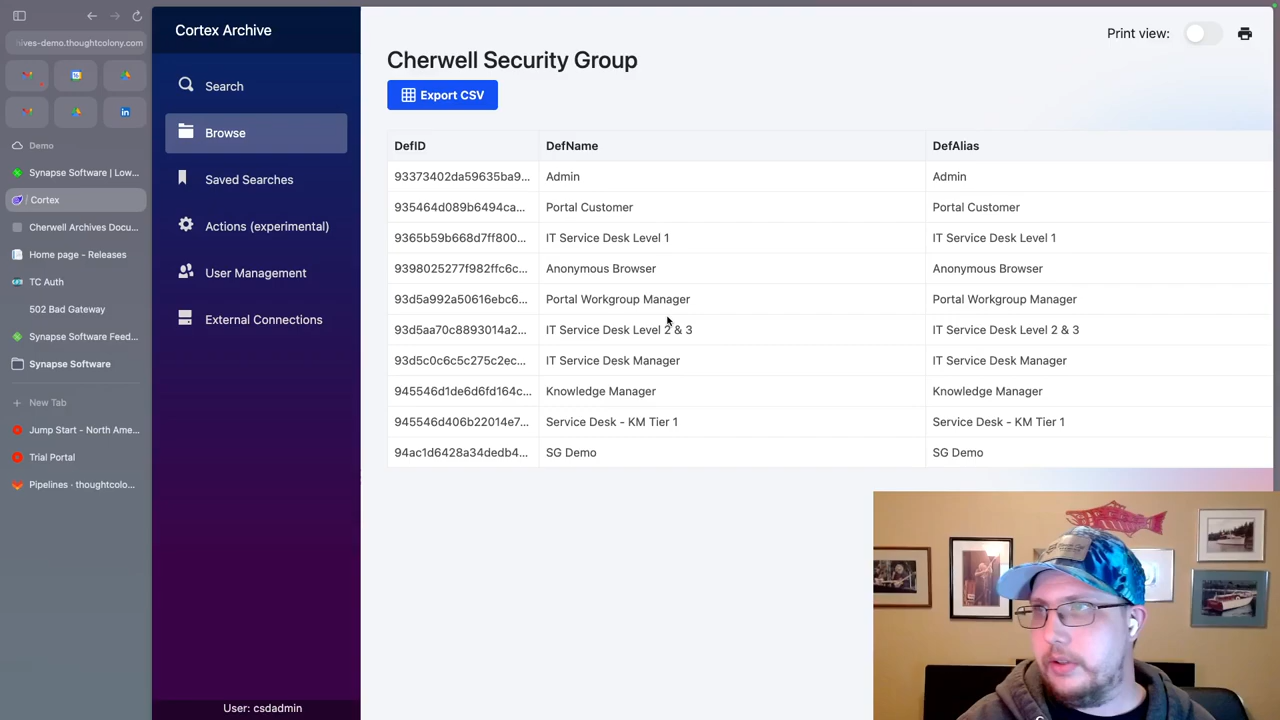 ives-demo.thoughtcolony.com
Demo
Synapse Software | Low...
/ Cortex
Cherwell Archives Docu...
Home page - Releases
TC Auth
502 Bad Gateway
Synapse Software Feed...
Synapse Software
New Tab
Jump Start - North Ame...
Trial Portal
Pipelines · thoughtcolo...
Cortex Archive
Search
Browse
Saved Searches
Actions (experimental)
User Management
External Connections
User: csdadmin
Print view:
Cherwell Security Group
Export CSV
DefID DefName DefAlias
93373402da59635ba9... Admin Admin
935464d089b6494ca... Portal Customer Portal Customer
9365b59b668d7ff800... IT Service Desk Level 1 IT Service Desk Level 1
9398025277f982ffc6c... Anonymous Browser Anonymous Browser
93d5a992a50616ebc6... Portal Workgroup Manager Portal Workgroup Manager
93d5aa70c8893014a2... IT Service Desk Level 2 & 3 IT Service Desk Level 2 & 3
93d5c0c6c5c275c2ec... IT Service Desk Manager IT Service Desk Manager
945546d1de6d6fd164c... Knowledge Manager Knowledge Manager
945546d406b22014e7... Service Desk - KM Tier 1 Service Desk - KM Tier 1
94ac1d6428a34dedb4... SG Demo SG Demo